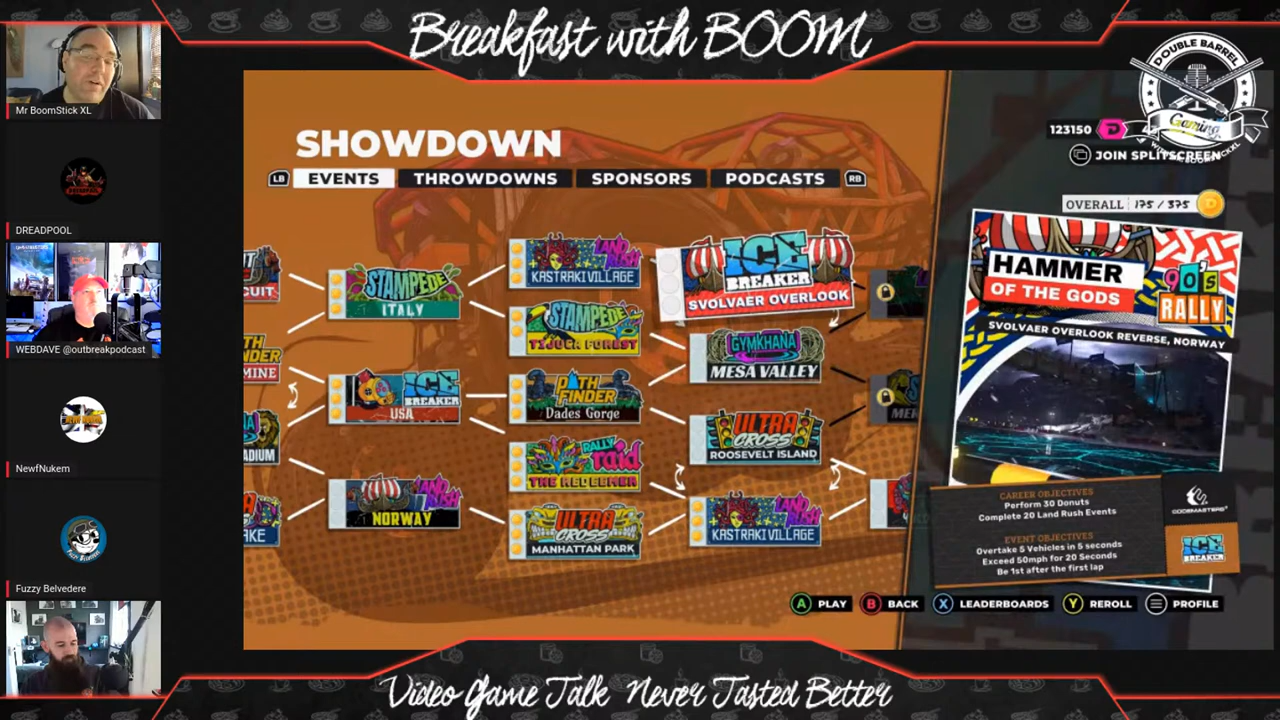 Breakfast with BOOM
DOUBLE BARREL
Gaming
Mr BoomStick XL
DREADPOOL
WEBDAVE @outbreakpodcast
NewfNukem
Fuzzy Belvedere
SHOWDOWN
LB EVENTS THROWDOWNS SPONSORS PODCASTS RB
123150
JOIN SPLITSCREEN
OVERALL 175 / 375
STAMPEDE
ITALY
ICE BREAKER
USA
LAND RUSH
NORWAY
LAND RUSH
KASTRAKI VILLAGE
STAMPEDE
TIJUCA FOREST
PATH FINDER
Dades Gorge
RALLY raid
THE REDEEMER
ULTRA CROSS
MANHATTAN PARK
ICE BREAKER
SVOLVAER OVERLOOK
GYMKHANA
MESA VALLEY
ULTRA CROSS
ROOSEVELT ISLAND
LAND RUSH
KASTRAKI VILLAGE
HAMMER
OF THE GODS
90's RALLY
SVOLVAER OVERLOOK REVERSE, NORWAY
CAREER OBJECTIVES
Perform 30 Donuts
Complete 20 Land Rush Events
EVENT OBJECTIVES
Overtake 5 Vehicles in 5 seconds
Exceed 50mph for 20 Seconds
Be 1st after the first lap
CODEMASTERS
ICE BREAKER
A PLAY B BACK X LEADERBOARDS Y REROLL PROFILE
Video Game Talk Never Tasted Better